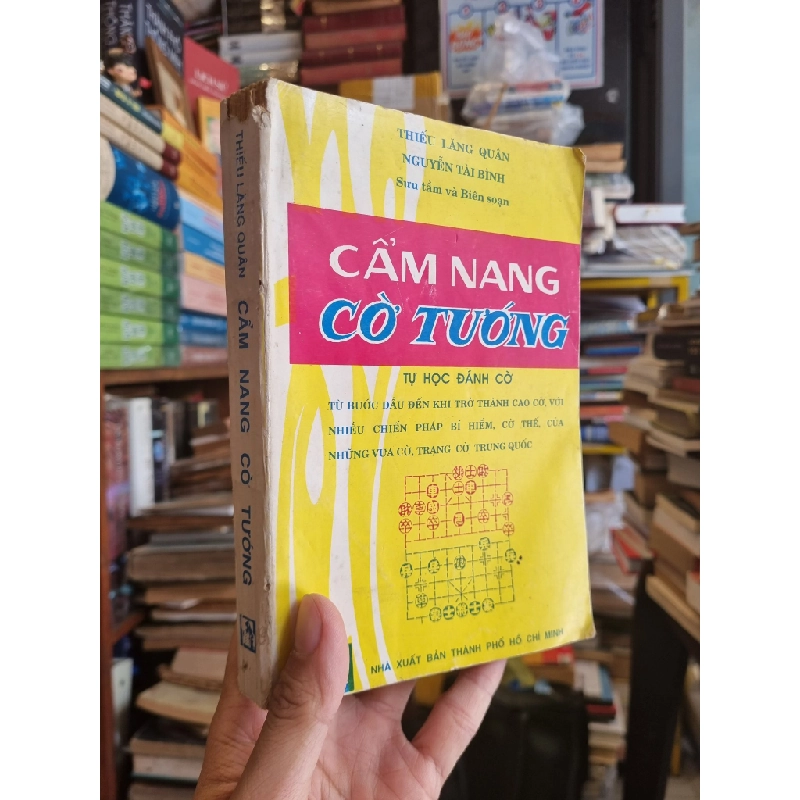 THIẾU LĂNG QUÂN
NGUYỄN TÀI BÌNH
Sưu tầm và Biên soạn
CẨM NANG
CỜ TƯỚNG
TỰ HỌC ĐÁNH CỜ
TỪ BƯỚC ĐẦU ĐẾN KHI TRỞ THÀNH CAO CỜ, VỚI
NHIỀU CHIẾN PHÁP BÍ HIỂM, CỜ THẾ, CỦA
NHỮNG VUA CỜ, TRẠNG CỜ TRUNG QUỐC
NHÀ XUẤT BẢN THÀNH PHỐ HỒ CHÍ MINH
THIẾU LĂNG QUÂN CẨM NANG CỜ TƯỚNG